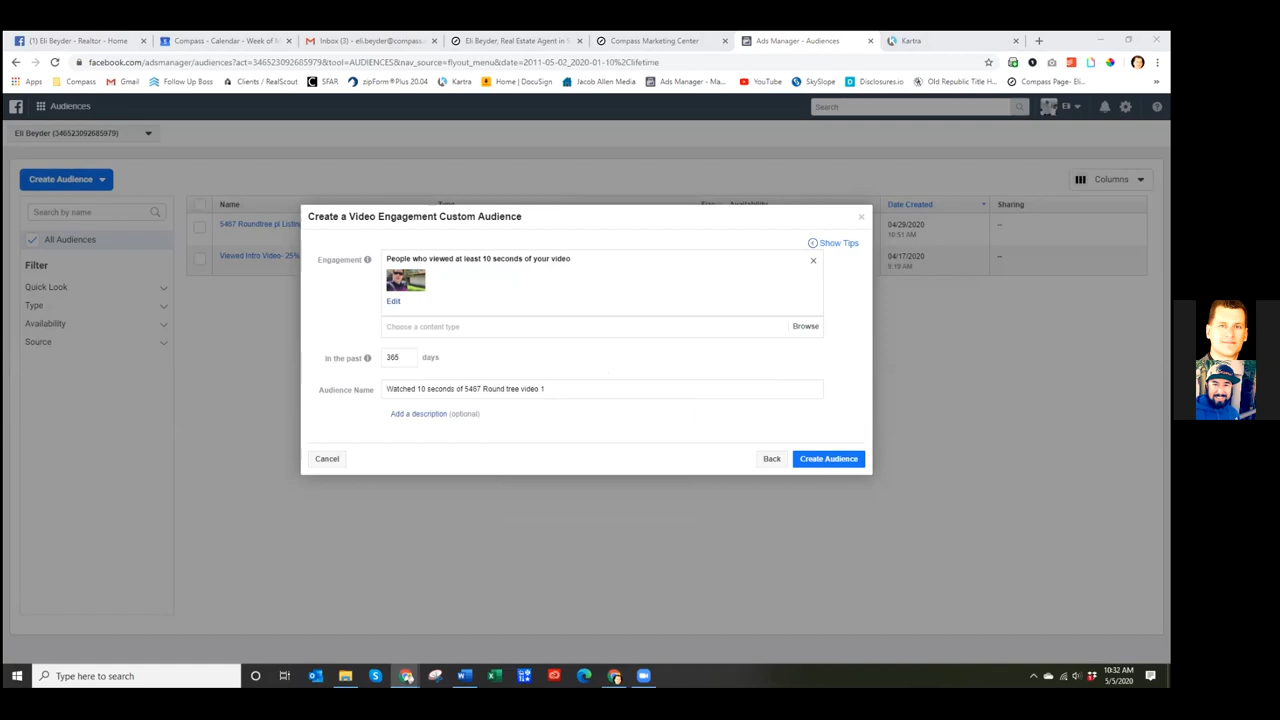 (1) Eli Beyder - Realtor - Home
Compass - Calendar - Week of M
Inbox (3) - eli.beyder@compass.
Eli Beyder, Real Estate Agent in S
Compass Marketing Center
Ads Manager - Audiences
Kartra
facebook.com/adsmanager/audiences?act=346523092685979&tool=AUDIENCES&nav_source=flyout_menu&date=2011-05-02_2020-01-10%2Clifetime
Apps
Compass
Gmail
Follow Up Boss
Clients / RealScout
SFAR
zipForm®Plus 20.04
Kartra
Home | DocuSign
Jacob Allen Media
Ads Manager - Ma...
YouTube
SkySlope
Disclosures.io
Old Republic Title H...
Compass Page- Eli...
»
Audiences
Search
Eli
Eli Beyder (346523092685979)
Create Audience
Columns
Search by name
Name
Date Created
Sharing
All Audiences
5467 Roundtree pl Listing
04/29/2020
10:51 AM
--
Viewed Intro Video- 25%
04/17/2020
9:19 AM
--
Filter
Quick Look
Type
Availability
Source
Create a Video Engagement Custom Audience
Show Tips
Engagement
People who viewed at least 10 seconds of your video
Edit
Choose a content type
Browse
In the past
365
days
Audience Name
Watched 10 seconds of 5467 Round tree video 1
Add a description (optional)
Cancel
Back
Create Audience
Type here to search
10:32 AM
5/5/2020